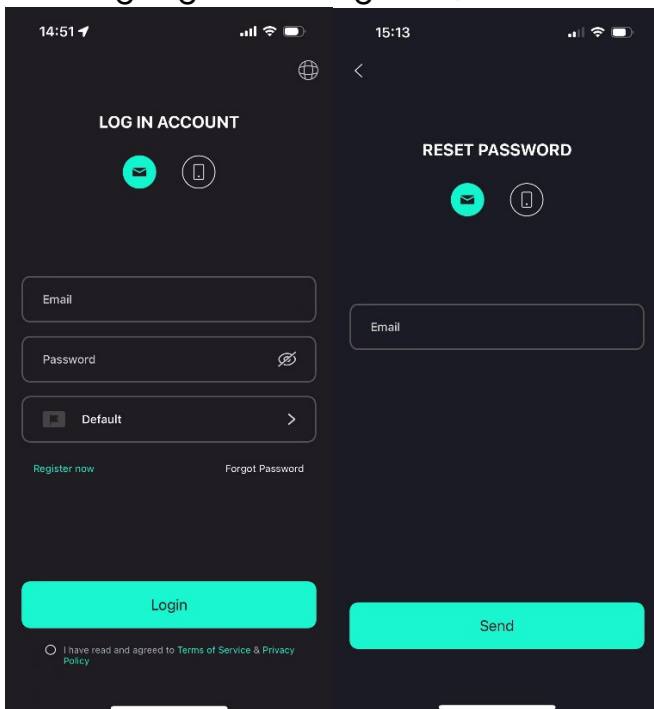 14:51
LOG IN ACCOUNT
Email
Password
Default
Register now
Forgot Password
Login
I have read and agreed to Terms of Service & Privacy
Policy
15:13
RESET PASSWORD
Email
Send